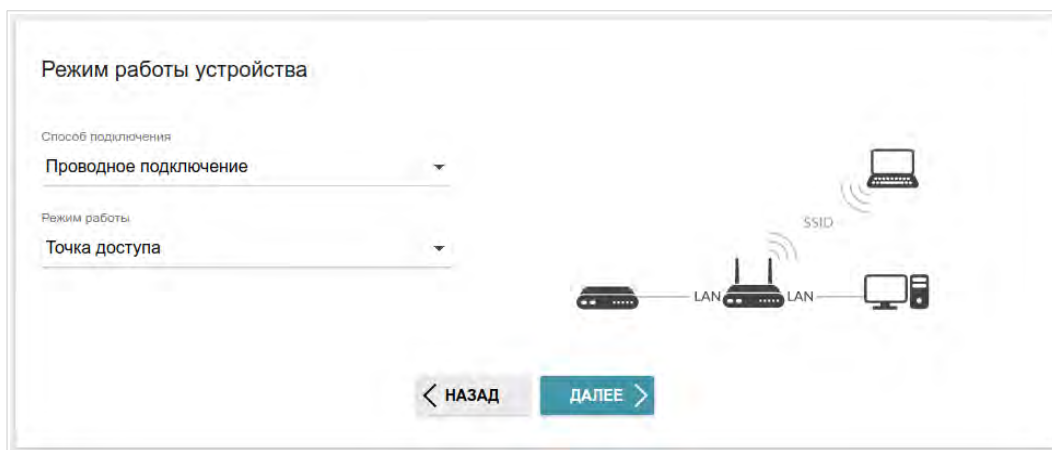 Режим работы устройства
Способ подключения
Проводное подключение
Режим работы
Точка доступа
SSID
LAN
LAN
НАЗАД
ДАЛЕЕ